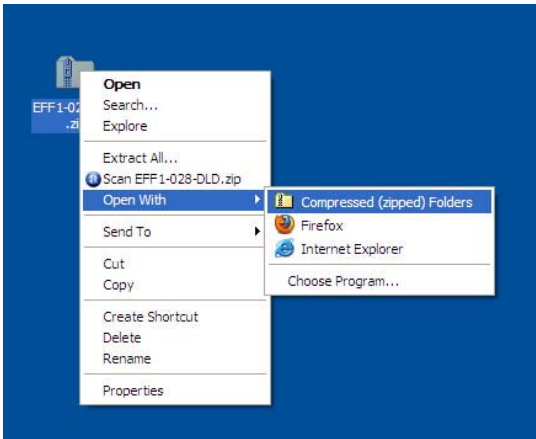 EFF1-02
.zi
Open
Search...
Explore
Extract All...
Scan EFF1-028-DLD.zip
Open With
Send To
Cut
Copy
Create Shortcut
Delete
Rename
Properties
Compressed (zipped) Folders
Firefox
Internet Explorer
Choose Program...